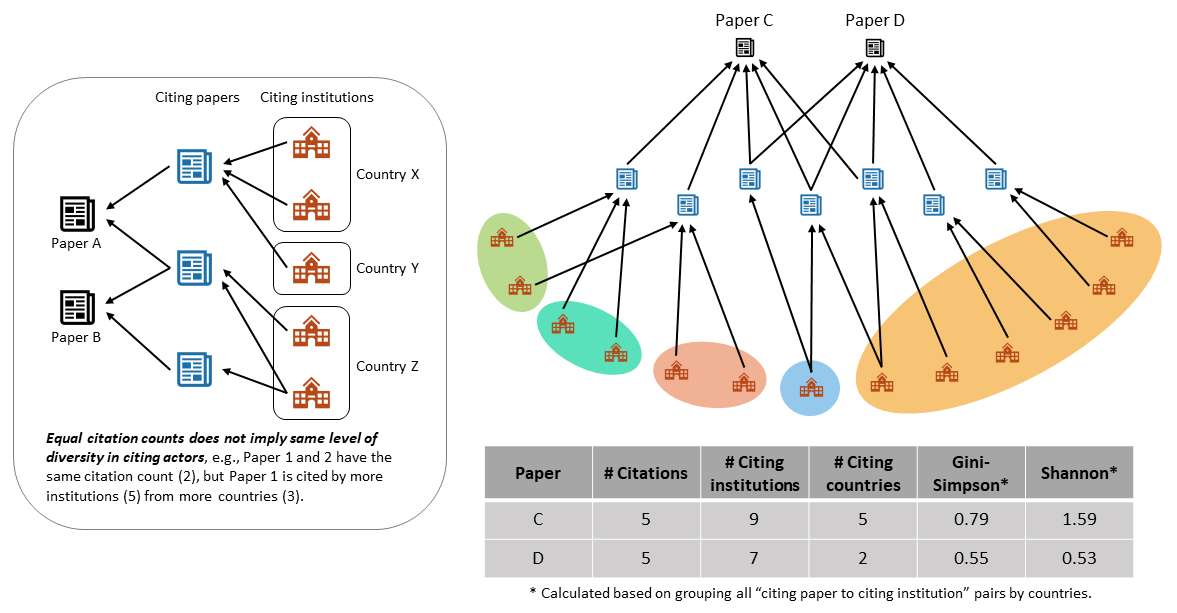 Citing papers
Citing institutions
Country X
Paper A
Country Y
Paper B
Country Z
Equal citation counts does not imply same level of
diversity in citing actors, e.g., Paper 1 and 2 have the
same citation count (2), but Paper 1 is cited by more
institutions (5) from more countries (3).
Paper C
Paper D
Paper # Citations # Citing institutions # Citing countries Gini-Simpson* Shannon*
C 5 9 5 0.79 1.59
D 5 7 2 0.55 0.53
* Calculated based on grouping all “citing paper to citing institution” pairs by countries.